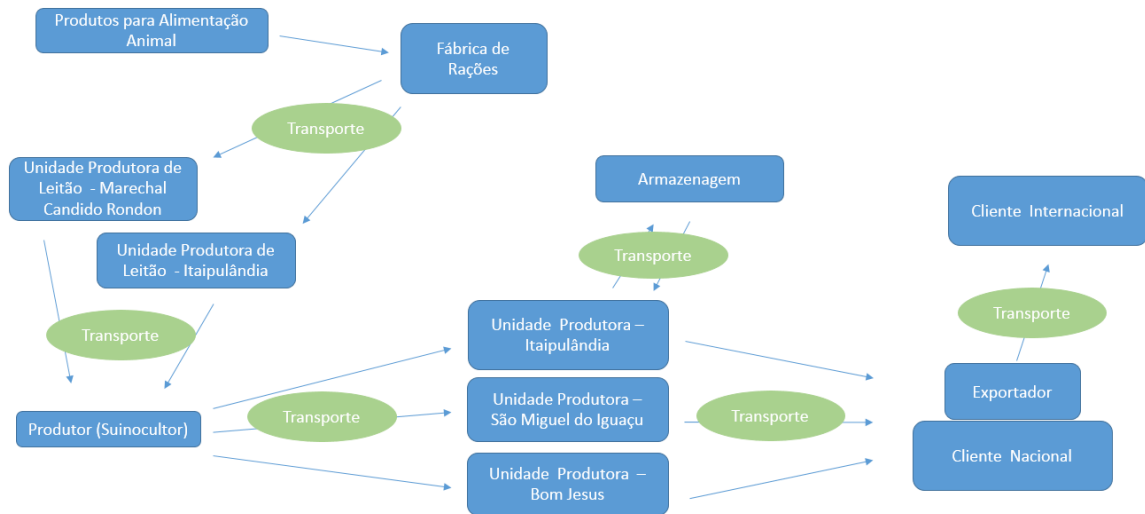 Produtos para Alimentação
Animal
Fábrica de
Rações
Transporte
Unidade Produtora de
Leitão - Marechal
Candido Rondon
Armazenagem
Cliente Internacional
Unidade Produtora de
Leitão - Itaipulândia
Transporte
Transporte
Transporte
Unidade Produtora –
Itaipulândia
Exportador
Unidade Produtora –
São Miguel do Iguaçu
Produtor (Suinocultor)
Transporte
Transporte
Cliente Nacional
Unidade Produtora –
Bom Jesus